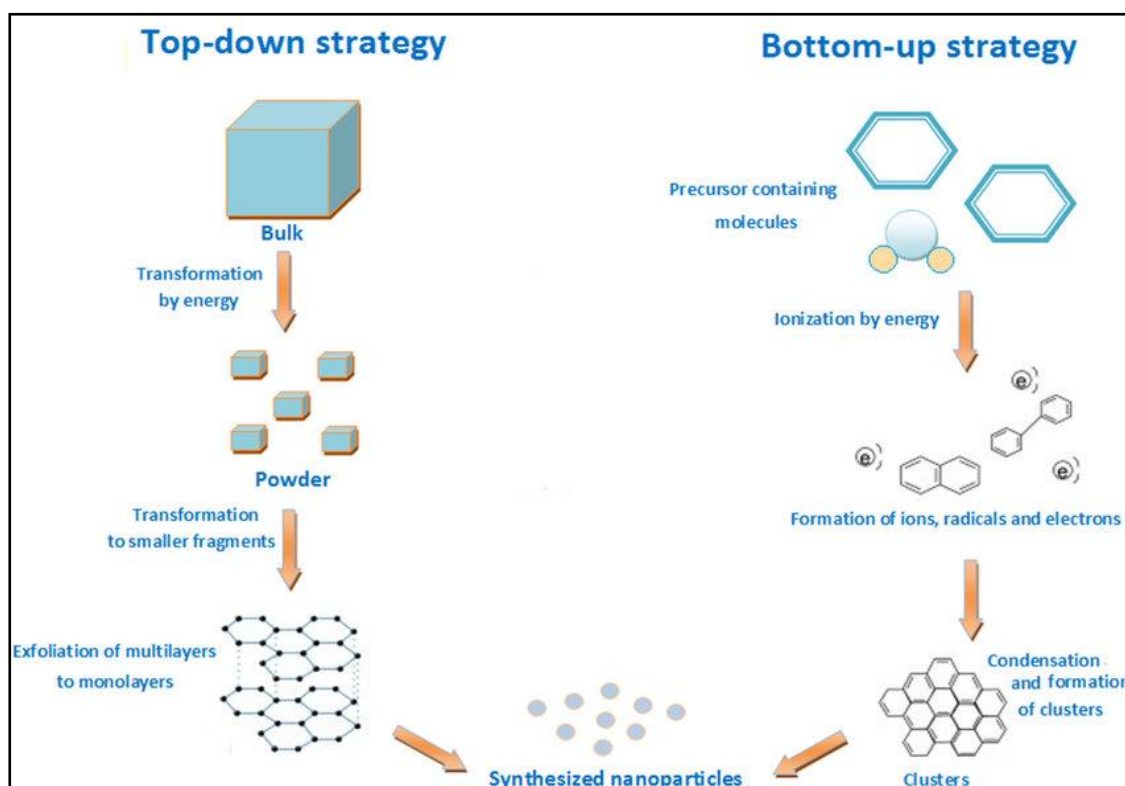 Top-down strategy
Bulk
Transformation
by energy
Powder
Transformation
to smaller fragments
Exfoliation of multilayers
to monolayers
Bottom-up strategy
Precursor containing
molecules
Ionization by energy
e
e
e
Formation of ions, radicals and electrons
Condensation
and formation
of clusters
Clusters
Synthesized nanoparticles